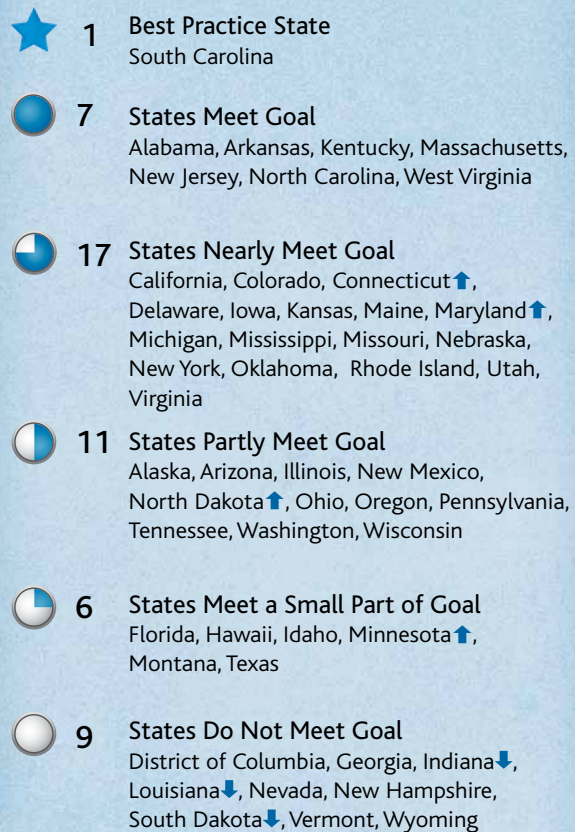 1 Best Practice State
South Carolina
7 States Meet Goal
Alabama, Arkansas, Kentucky, Massachusetts,
New Jersey, North Carolina, West Virginia
17 States Nearly Meet Goal
California, Colorado, Connecticut⬆,
Delaware, Iowa, Kansas, Maine, Maryland⬆,
Michigan, Mississippi, Missouri, Nebraska,
New York, Oklahoma, Rhode Island, Utah,
Virginia
11 States Partly Meet Goal
Alaska, Arizona, Illinois, New Mexico,
North Dakota⬆, Ohio, Oregon, Pennsylvania,
Tennessee, Washington, Wisconsin
6 States Meet a Small Part of Goal
Florida, Hawaii, Idaho, Minnesota⬆,
Montana, Texas
9 States Do Not Meet Goal
District of Columbia, Georgia, Indiana⬇,
Louisiana⬇, Nevada, New Hampshire,
South Dakota⬇, Vermont, Wyoming